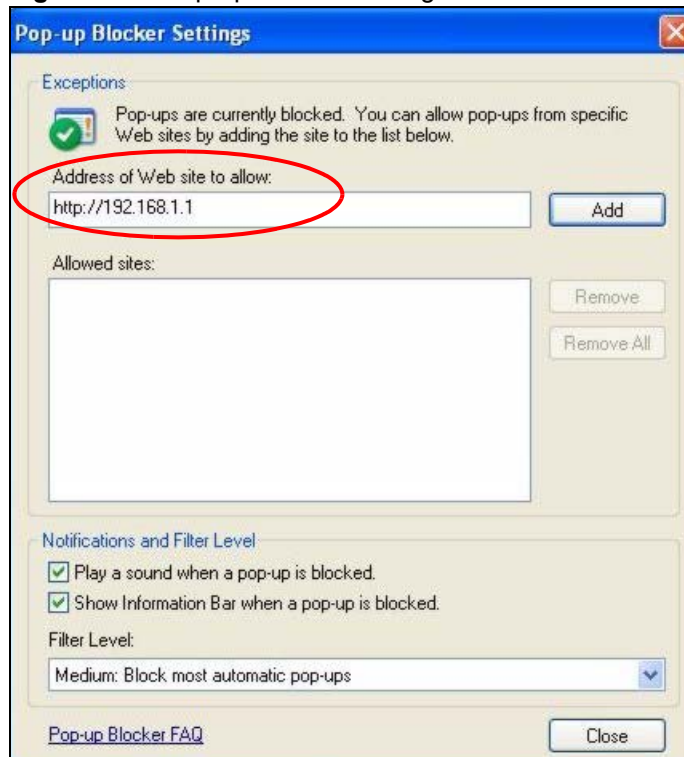 Pop-up Blocker Settings
Exceptions
Pop-ups are currently blocked. You can allow pop-ups from specific
Web sites by adding the site to the list below.
Address of Web site to allow:
http://192.168.1.1
Add
Allowed sites:
Remove
Remove All
Notifications and Filter Level
Play a sound when a pop-up is blocked.
Show Information Bar when a pop-up is blocked.
Filter Level:
Medium: Block most automatic pop-ups
Pop-up Blocker FAQ
Close